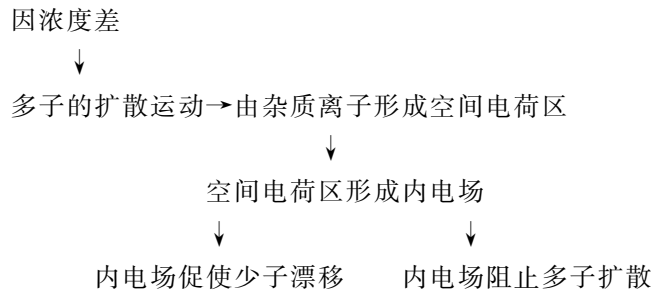 因浓度差
↓
多子的扩散运动→由杂质离子形成空间电荷区
↓
空间电荷区形成内电场
↓ ↓
内电场促使少子漂移 内电场阻止多子扩散